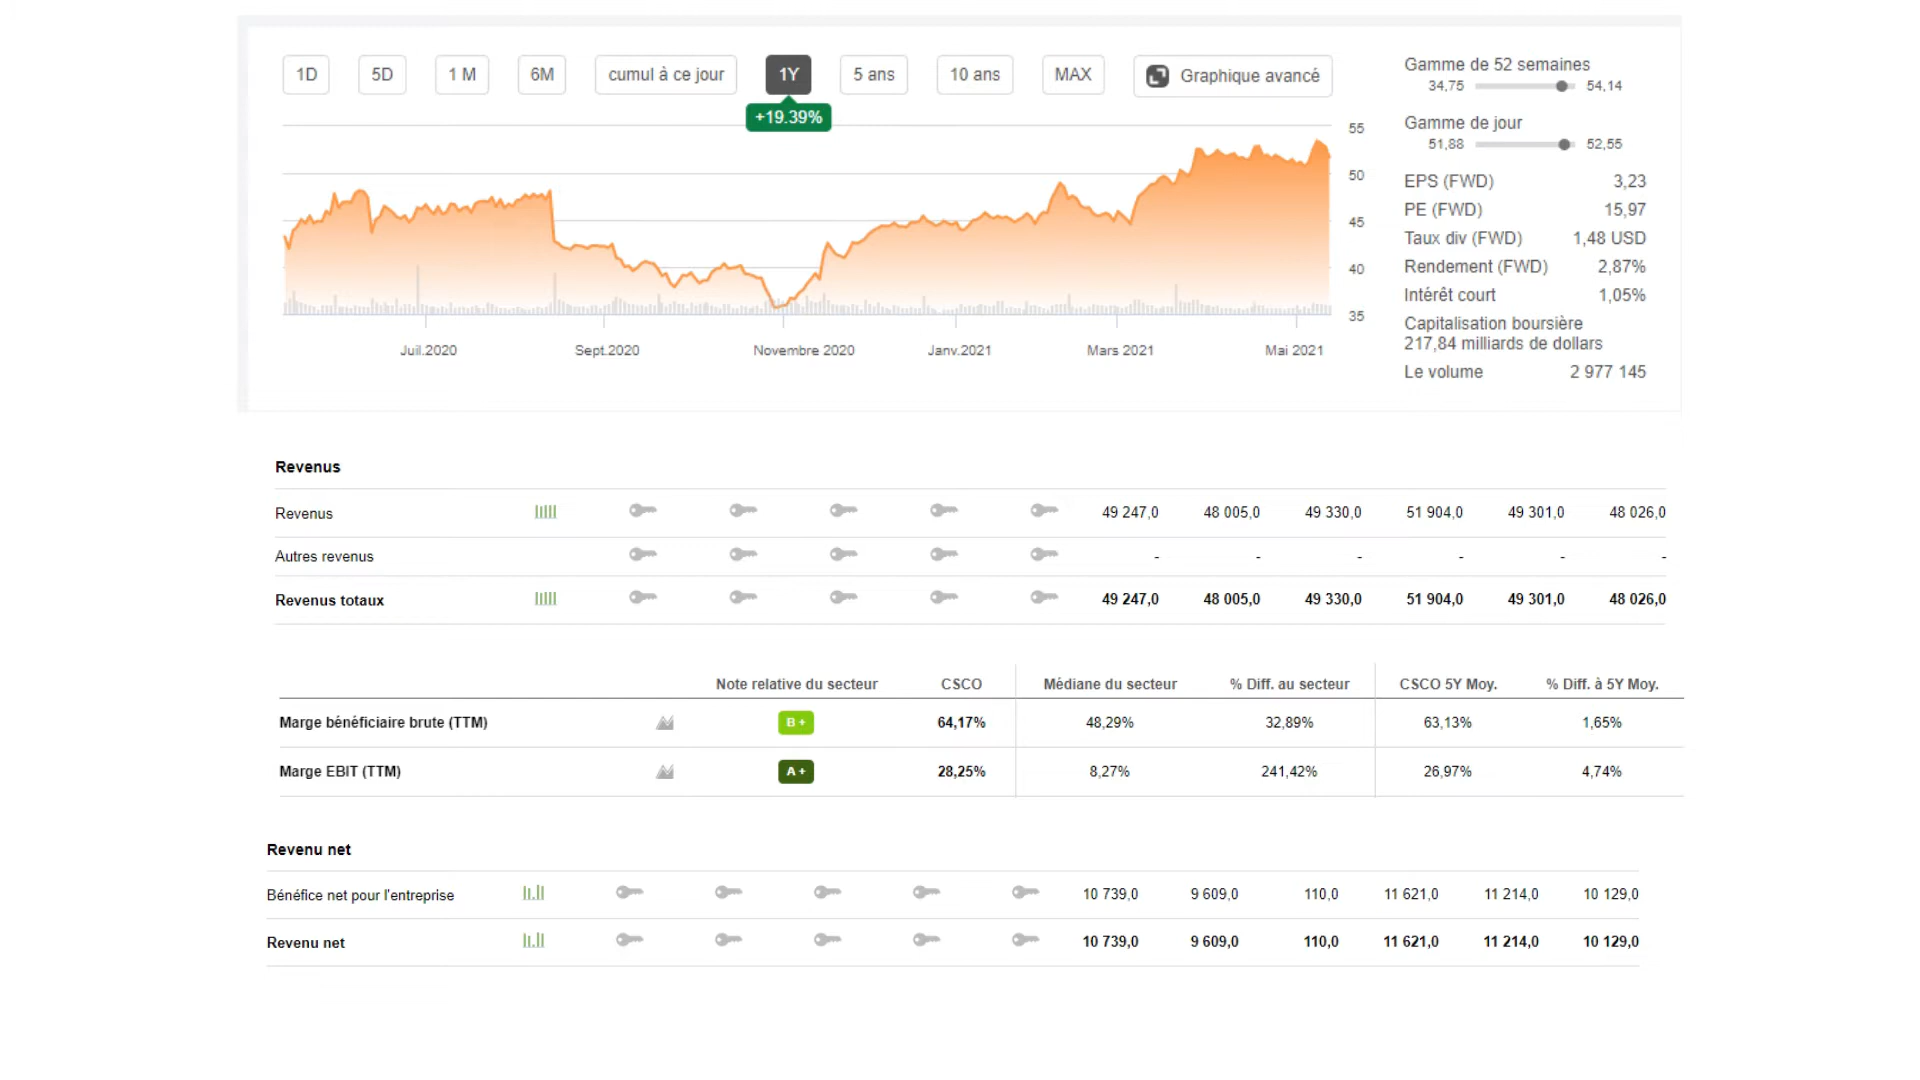 1D 5D 1 M 6M cumul à ce jour 1Y 5 ans 10 ans MAX Graphique avancé
+19.39%
55
50
45
40
35
Juil.2020 Sept.2020 Novembre 2020 Janv.2021 Mars 2021 Mai 2021
Gamme de 52 semaines
34,75 54,14
Gamme de jour
51,88 52,55
EPS (FWD) 3,23
PE (FWD) 15,97
Taux div (FWD) 1,48 USD
Rendement (FWD) 2,87%
Intérêt court 1,05%
Capitalisation boursière
217,84 milliards de dollars
Le volume 2 977 145
Revenus
Revenus 49 247,0 48 005,0 49 330,0 51 904,0 49 301,0 48 026,0
Autres revenus - - - - - -
Revenus totaux 49 247,0 48 005,0 49 330,0 51 904,0 49 301,0 48 026,0
Note relative du secteur CSCO Médiane du secteur % Diff. au secteur CSCO 5Y Moy. % Diff. à 5Y Moy.
Marge bénéficiaire brute (TTM) B+ 64,17% 48,29% 32,89% 63,13% 1,65%
Marge EBIT (TTM) A+ 28,25% 8,27% 241,42% 26,97% 4,74%
Revenu net
Bénéfice net pour l'entreprise 10 739,0 9 609,0 110,0 11 621,0 11 214,0 10 129,0
Revenu net 10 739,0 9 609,0 110,0 11 621,0 11 214,0 10 129,0